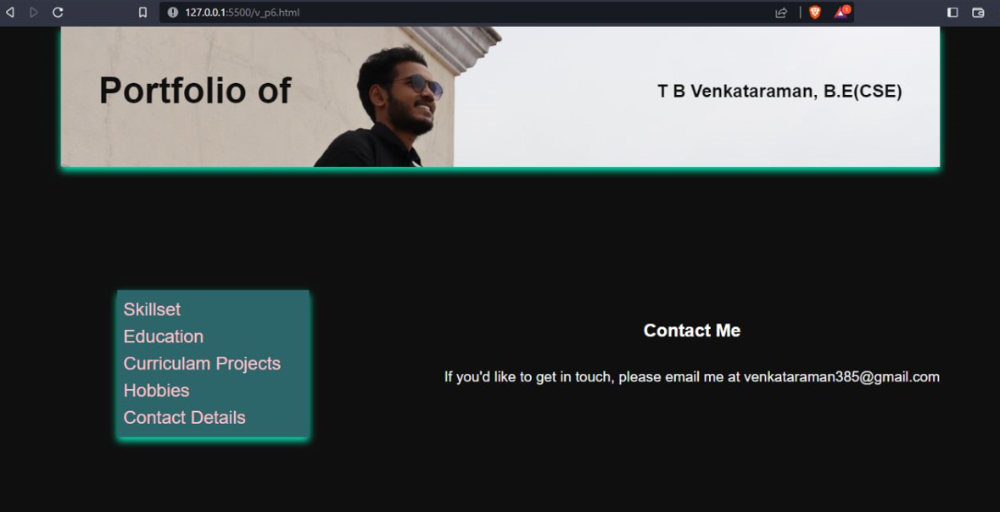 127.0.0.1:5500/v_p6.html
1
Portfolio of
T B Venkataraman, B.E(CSE)
Skillset
Education
Curriculam Projects
Hobbies
Contact Details
Contact Me
If you'd like to get in touch, please email me at venkataraman385@gmail.com